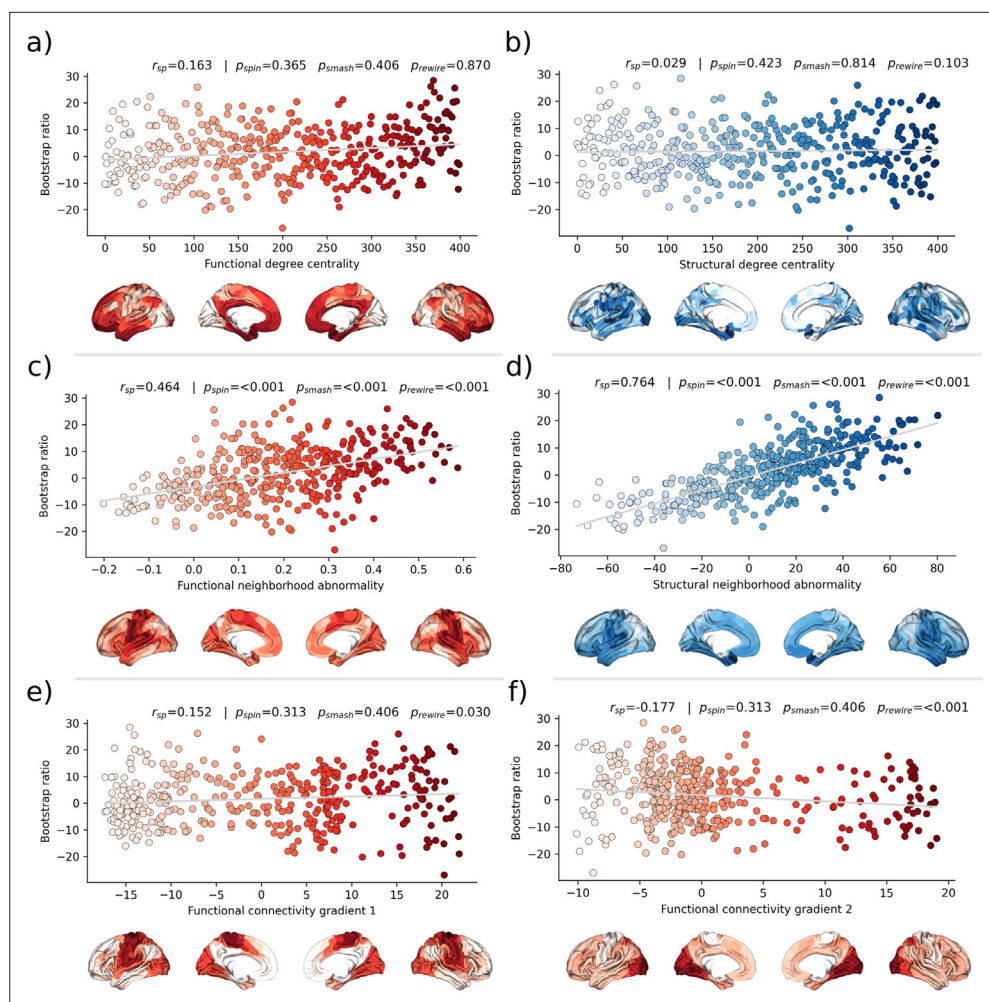 a)
r_sp=0.163 | p_spin=0.365 p_smash=0.406 p_rewire=0.870
30
20
10
0
−10
−20
Bootstrap ratio
0 50 100 150 200 250 300 350 400
Functional degree centrality
b)
r_sp=0.029 | p_spin=0.423 p_smash=0.814 p_rewire=0.103
30
20
10
0
−10
−20
Bootstrap ratio
0 50 100 150 200 250 300 350 400
Structural degree centrality
c)
r_sp=0.464 | p_spin=<0.001 p_smash=<0.001 p_rewire=<0.001
30
20
10
0
−10
−20
Bootstrap ratio
−0.2 −0.1 0.0 0.1 0.2 0.3 0.4 0.5 0.6
Functional neighborhood abnormality
d)
r_sp=0.764 | p_spin=<0.001 p_smash=<0.001 p_rewire=<0.001
30
20
10
0
−10
−20
Bootstrap ratio
−80 −60 −40 −20 0 20 40 60 80
Structural neighborhood abnormality
e)
r_sp=0.152 | p_spin=0.313 p_smash=0.406 p_rewire=0.030
30
20
10
0
−10
−20
Bootstrap ratio
−15 −10 −5 0 5 10 15 20
Functional connectivity gradient 1
f)
r_sp=-0.177 | p_spin=0.313 p_smash=0.406 p_rewire=<0.001
30
20
10
0
−10
−20
Bootstrap ratio
−10 −5 0 5 10 15 20
Functional connectivity gradient 2